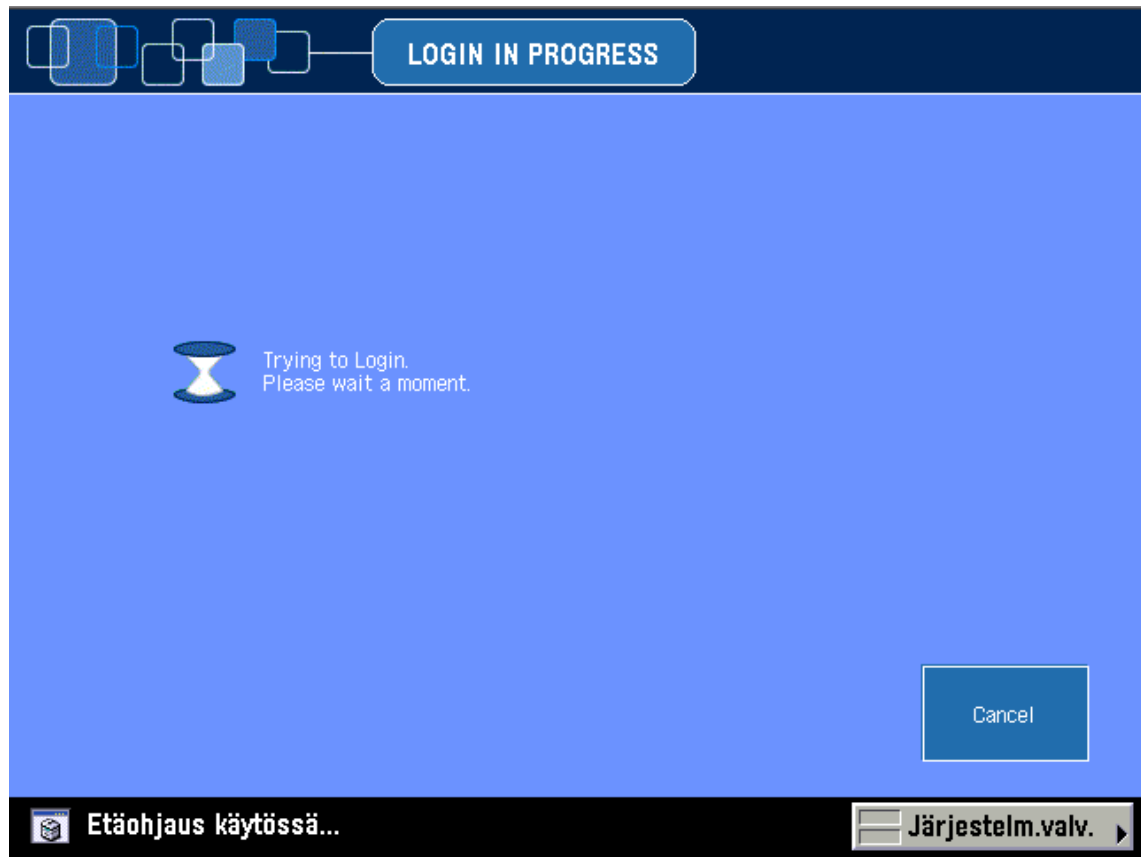 LOGIN IN PROGRESS
Trying to Login.
Please wait a moment.
Cancel
Etäohjaus käytössä...
Järjestelm.valv.